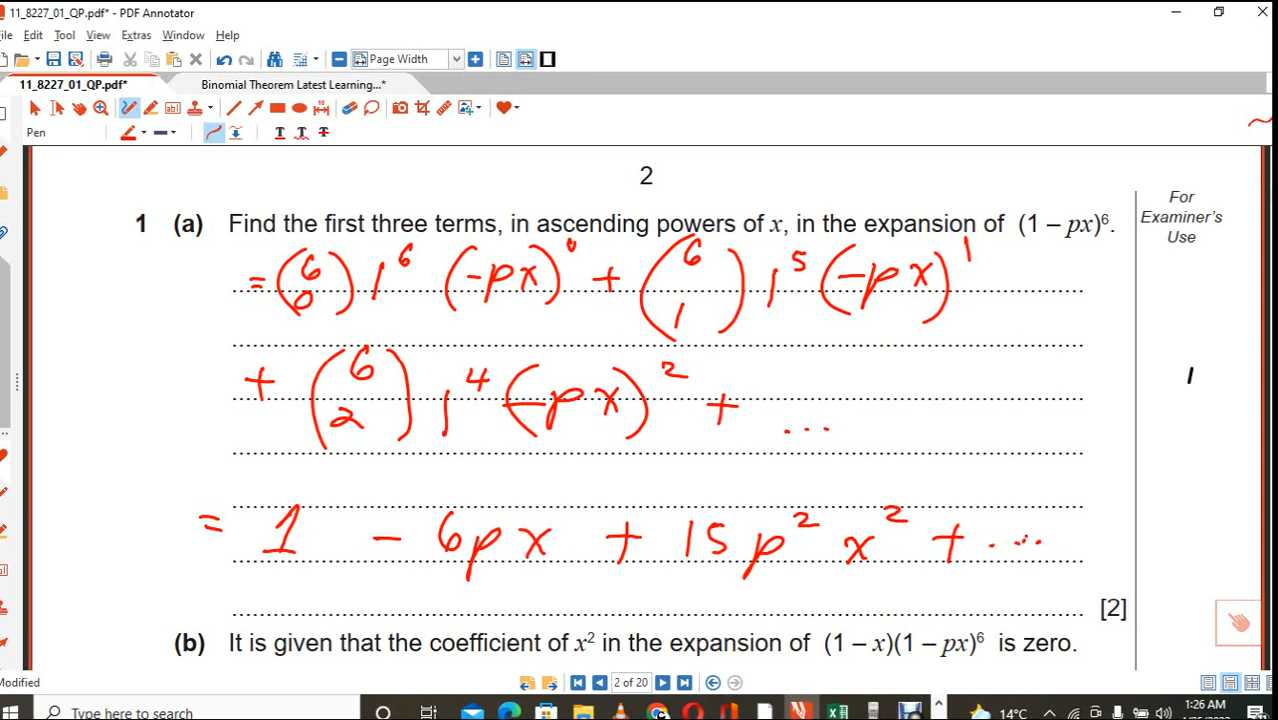 11_8227_01_QP.pdf* - PDF Annotator
ile Edit Tool Extras Window Help
Page Width
11_8227_01_QP.pdf* Binomial Theorem Latest Learning...*
Pen
2
For
Examiner's
Use
1 (a) Find the first three terms, in ascending powers of x, in the expansion of (1 – px)⁶.
= (6 0) 1⁶ (-px)⁰ + (6 1) 1⁵ (-px)¹
+ (6 2) 1⁴ (-px)² + ...
1
= 1 - 6px + 15p²x² + ...
[2]
(b) It is given that the coefficient of x² in the expansion of (1 – x)(1 – px)⁶ is zero.
Modified 2 of 20
Type here to search 14°C 1:26 AM